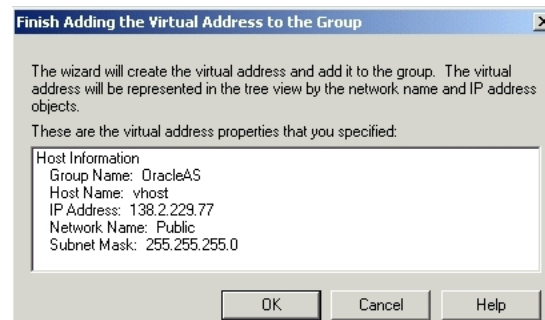 Finish Adding the Virtual Address to the Group
The wizard will create the virtual address and add it to the group. The virtual
address will be represented in the tree view by the network name and IP address
objects.
These are the virtual address properties that you specified:
Host Information
Group Name: OracleAS
Host Name: vhost
IP Address: 138.2.229.77
Network Name: Public
Subnet Mask: 255.255.255.0
OK Cancel Help